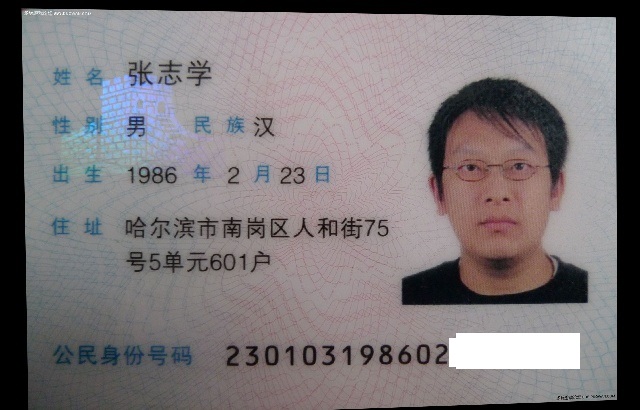 姓名 张志学
性别 男 民族 汉
出生 1986 年 2 月 23 日
住址 哈尔滨市南岗区人和街75
号5单元601户
公民身份号码 230103198602